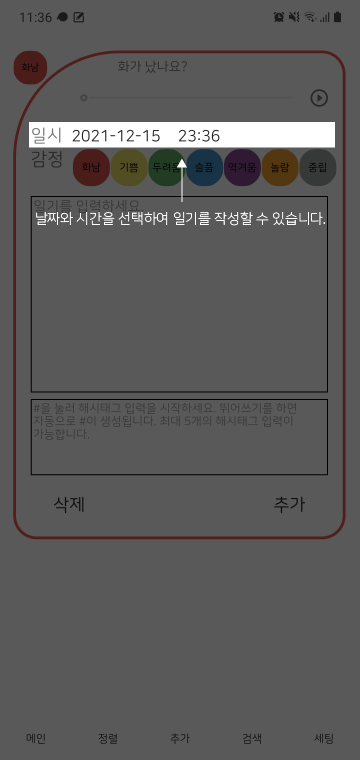 11:36
화남
화가 났나요?
일시 2021-12-15 23:36
감정 화남 기쁨 두려움 슬픔 역겨움 놀람 중립
일기를 입력하세요
날짜와 시간을 선택하여 일기를 작성할 수 있습니다.
#을 눌러 해시태그 입력을 시작하세요. 띄어쓰기를 하면
자동으로 #이 생성됩니다. 최대 5개의 해시태그 입력이
가능합니다.
삭제 추가
메인 정렬 추가 검색 세팅